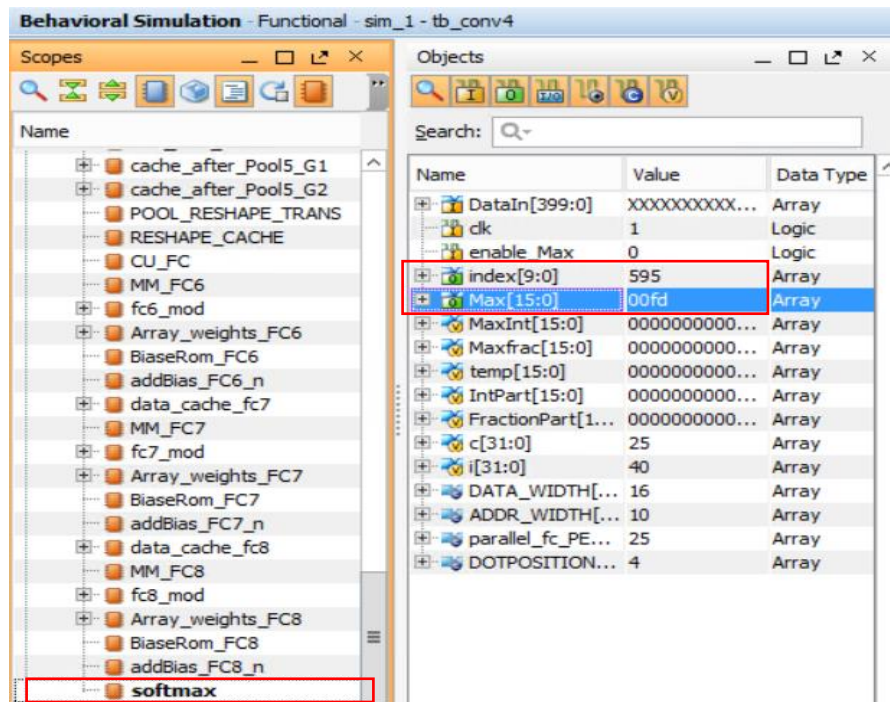 Behavioral Simulation - Functional - sim_1 - tb_conv4
Scopes
Name
cache_after_Pool5_G1
cache_after_Pool5_G2
POOL_RESHAPE_TRANS
RESHAPE_CACHE
CU_FC
MM_FC6
fc6_mod
Array_weights_FC6
BiaseRom_FC6
addBias_FC6_n
data_cache_fc7
MM_FC7
fc7_mod
Array_weights_FC7
BiaseRom_FC7
addBias_FC7_n
data_cache_fc8
MM_FC8
fc8_mod
Array_weights_FC8
BiaseRom_FC8
addBias_FC8_n
softmax
Objects
Search:
Name Value Data Type
DataIn[399:0] XXXXXXXXXX... Array
clk 1 Logic
enable_Max 0 Logic
index[9:0] 595 Array
Max[15:0] 00fd Array
MaxInt[15:0] 0000000000... Array
Maxfrac[15:0] 0000000000... Array
temp[15:0] 0000000000... Array
IntPart[15:0] 0000000000... Array
FractionPart[1... 0000000000... Array
c[31:0] 25 Array
i[31:0] 40 Array
DATA_WIDTH[... 16 Array
ADDR_WIDTH[... 10 Array
parallel_fc_PE... 25 Array
DOTPOSITION... 4 Array